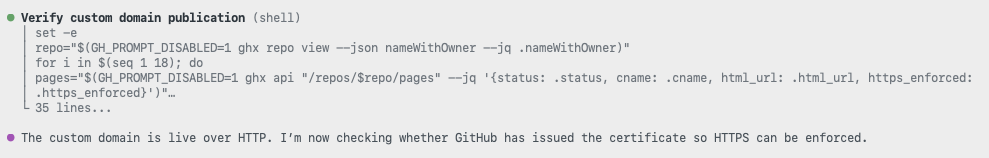 Verify custom domain publication (shell)
set -e
repo="$(GH_PROMPT_DISABLED=1 ghx repo view --json nameWithOwner --jq .nameWithOwner)"
for i in $(seq 1 18); do
pages="$(GH_PROMPT_DISABLED=1 ghx api "/repos/$repo/pages" --jq '{status: .status, cname: .cname, html_url: .html_url, https_enforced:
.https_enforced}')"…
35 lines...
The custom domain is live over HTTP. I’m now checking whether GitHub has issued the certificate so HTTPS can be enforced.